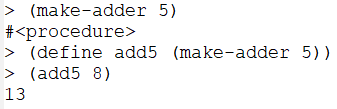 > (make-adder 5)
#<procedure>
> (define add5 (make-adder 5))
> (add5 8)
13